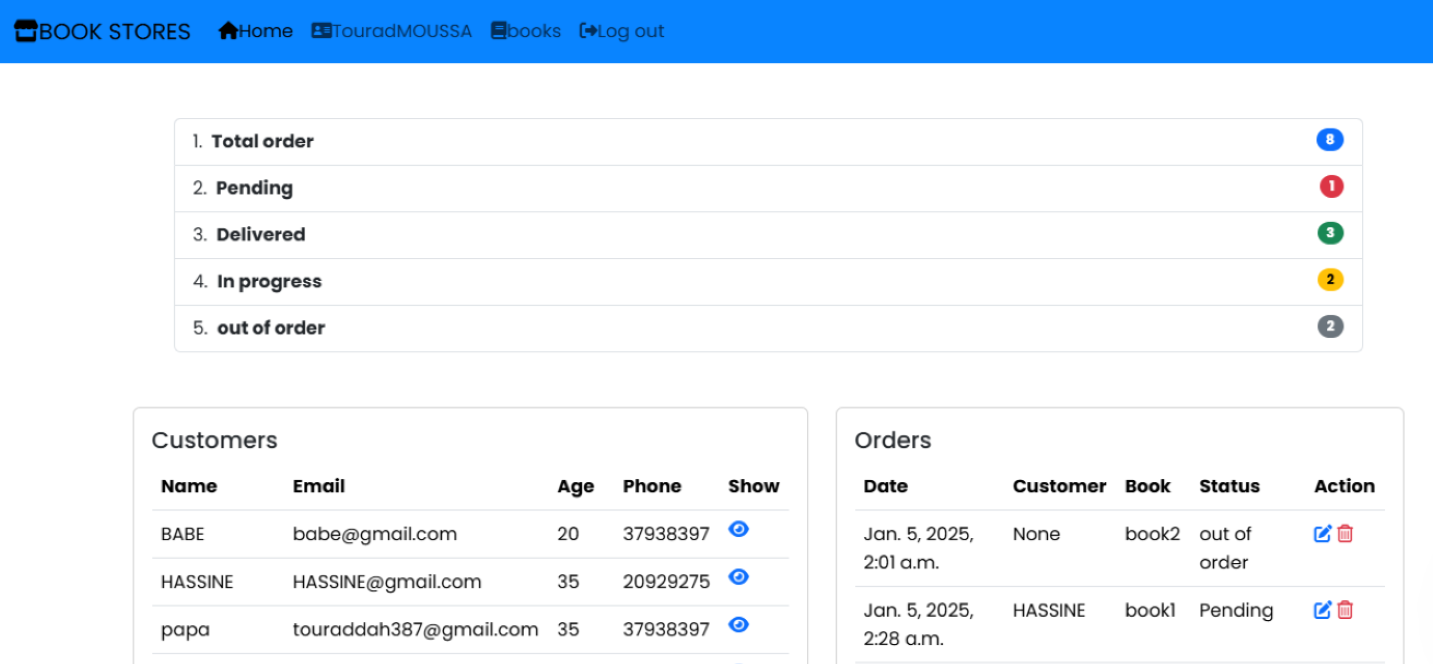 BOOK STORES Home TouradMOUSSA books Log out
1. Total order 8
2. Pending 1
3. Delivered 3
4. In progress 2
5. out of order 2
Customers
Name Email Age Phone Show
BABE babe@gmail.com 20 37938397
HASSINE HASSINE@gmail.com 35 20929275
papa touraddah387@gmail.com 35 37938397
Orders
Date Customer Book Status Action
Jan. 5, 2025, None book2 out of
2:01 a.m. order
Jan. 5, 2025, HASSINE book1 Pending
2:28 a.m.